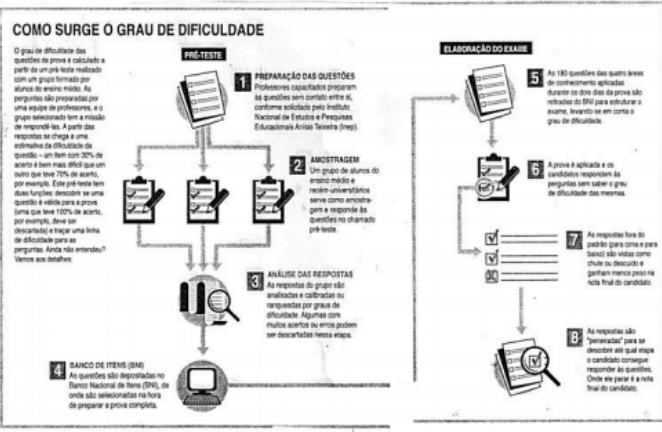 COMO SURGE O GRAU DE DIFICULDADE
O grau de dificuldade das
questões da prova é calculado a
partir de um pré-teste realizado
com um grupo formado por
alunos do ensino médio. As
perguntas são preparadas por
uma equipe de professores, e o
grupo selecionado tem a missão
de respondê-las. A partir das
respostas se chega a uma
estimativa da dificuldade da
questão – um item com 30% de
acerto é bem mais difícil que um
outro que teve 70% de acerto,
por exemplo. Este pré-teste tem
duas funções: descobrir se uma
questão é válida para a prova
(uma que teve 100% de acerto,
por exemplo, deve ser
descartada) e traçar uma linha
de dificuldade para as
perguntas. Ainda não entendeu?
Vamos aos detalhes:
PRÉ-TESTE
1
PREPARAÇÃO DAS QUESTÕES
Professores capacitados preparam
as questões sem contato entre si,
conforme solicitado pelo Instituto
Nacional de Estudos e Pesquisas
Educacionais Anísio Teixeira (Inep).
2
AMOSTRAGEM
Um grupo de alunos do
ensino médio e
recém-universitários
serve como amostra-
gem e responde às
questões no chamado
pré-teste.
3
ANÁLISE DAS RESPOSTAS
As respostas do grupo são
analisadas e calibradas ou
ranqueadas por graus de
dificuldade. Algumas com
muitos acertos ou erros podem
ser descartadas nessa etapa.
4
BANCO DE ITENS (BNI)
As questões são depositadas no
Banco Nacional de Itens (BNI), de
onde são selecionadas na hora
de preparar a prova completa.
ELABORAÇÃO DO EXAME
5
As 180 questões das quatro áreas
de conhecimento aplicadas
durante os dois dias da prova são
retiradas do BNI para estruturar o
exame, levando-se em conta o
grau de dificuldade.
6
A prova é aplicada e os
candidatos respondem às
perguntas sem saber o grau
de dificuldade das mesmas.
7
As respostas fora do
padrão (para cima e para
baixo) são vistas como
chute ou descuido e
ganham menos peso na
nota final do candidato.
8
As respostas são
"peneiradas" para se
descobrir até qual etapa
o candidato consegue
responder às questões.
Onde ele parar é a nota
final do candidato.